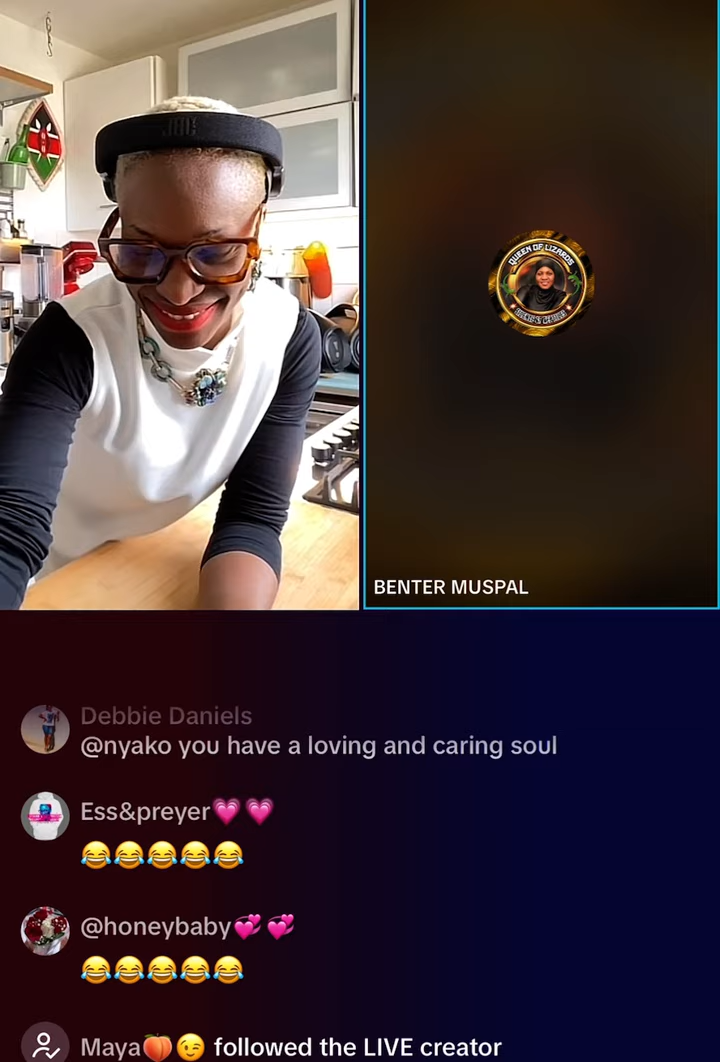 JBL
QUEEN OF LIZARDS
BENTER MUSPAL
Debbie Daniels
@nyako you have a loving and caring soul
Ess&preyer💗💗
😂😂😂😂😂
@honeybaby💞💞
😂😂😂😂😂
Maya🍑😉 followed the LIVE creator